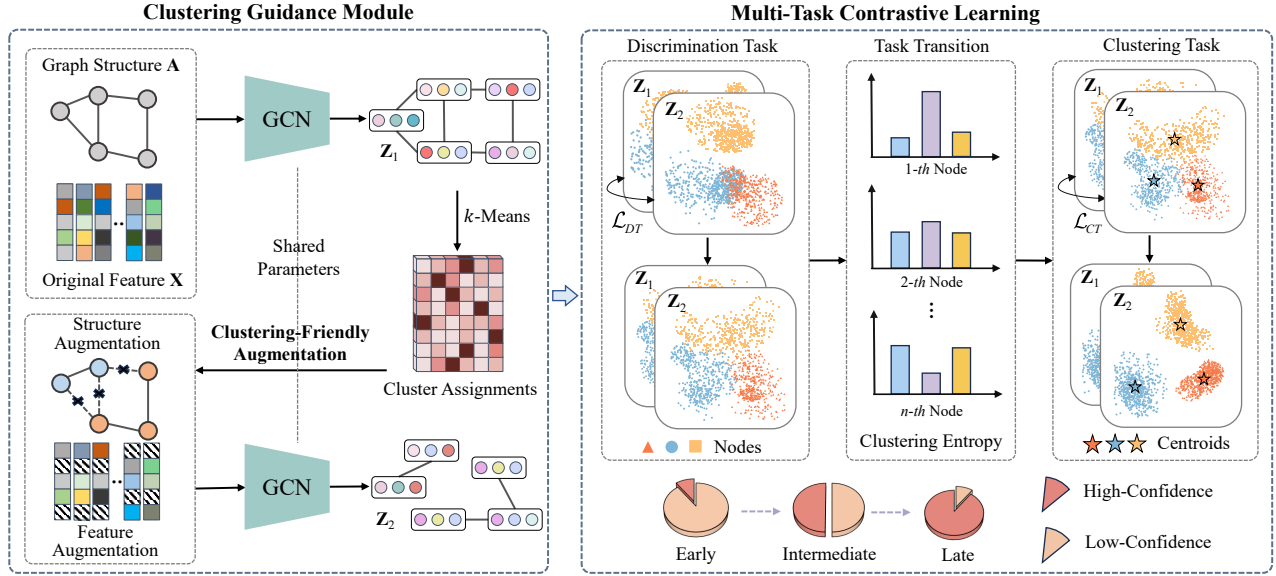 Clustering Guidance Module
Graph Structure A
GCN
Z1
k-Means
Original Feature X
Shared
Parameters
Structure
Augmentation
Clustering-Friendly
Augmentation
Cluster Assignments
GCN
Z2
Feature
Augmentation
Multi-Task Contrastive Learning
Discrimination Task
Z1
Z2
ℒDT
Z1
Z2
Nodes
Task Transition
1-th Node
2-th Node
n-th Node
Clustering Entropy
Clustering Task
Z1
Z2
ℒCT
Z1
Z2
Centroids
Early
Intermediate
Late
High-Confidence
Low-Confidence